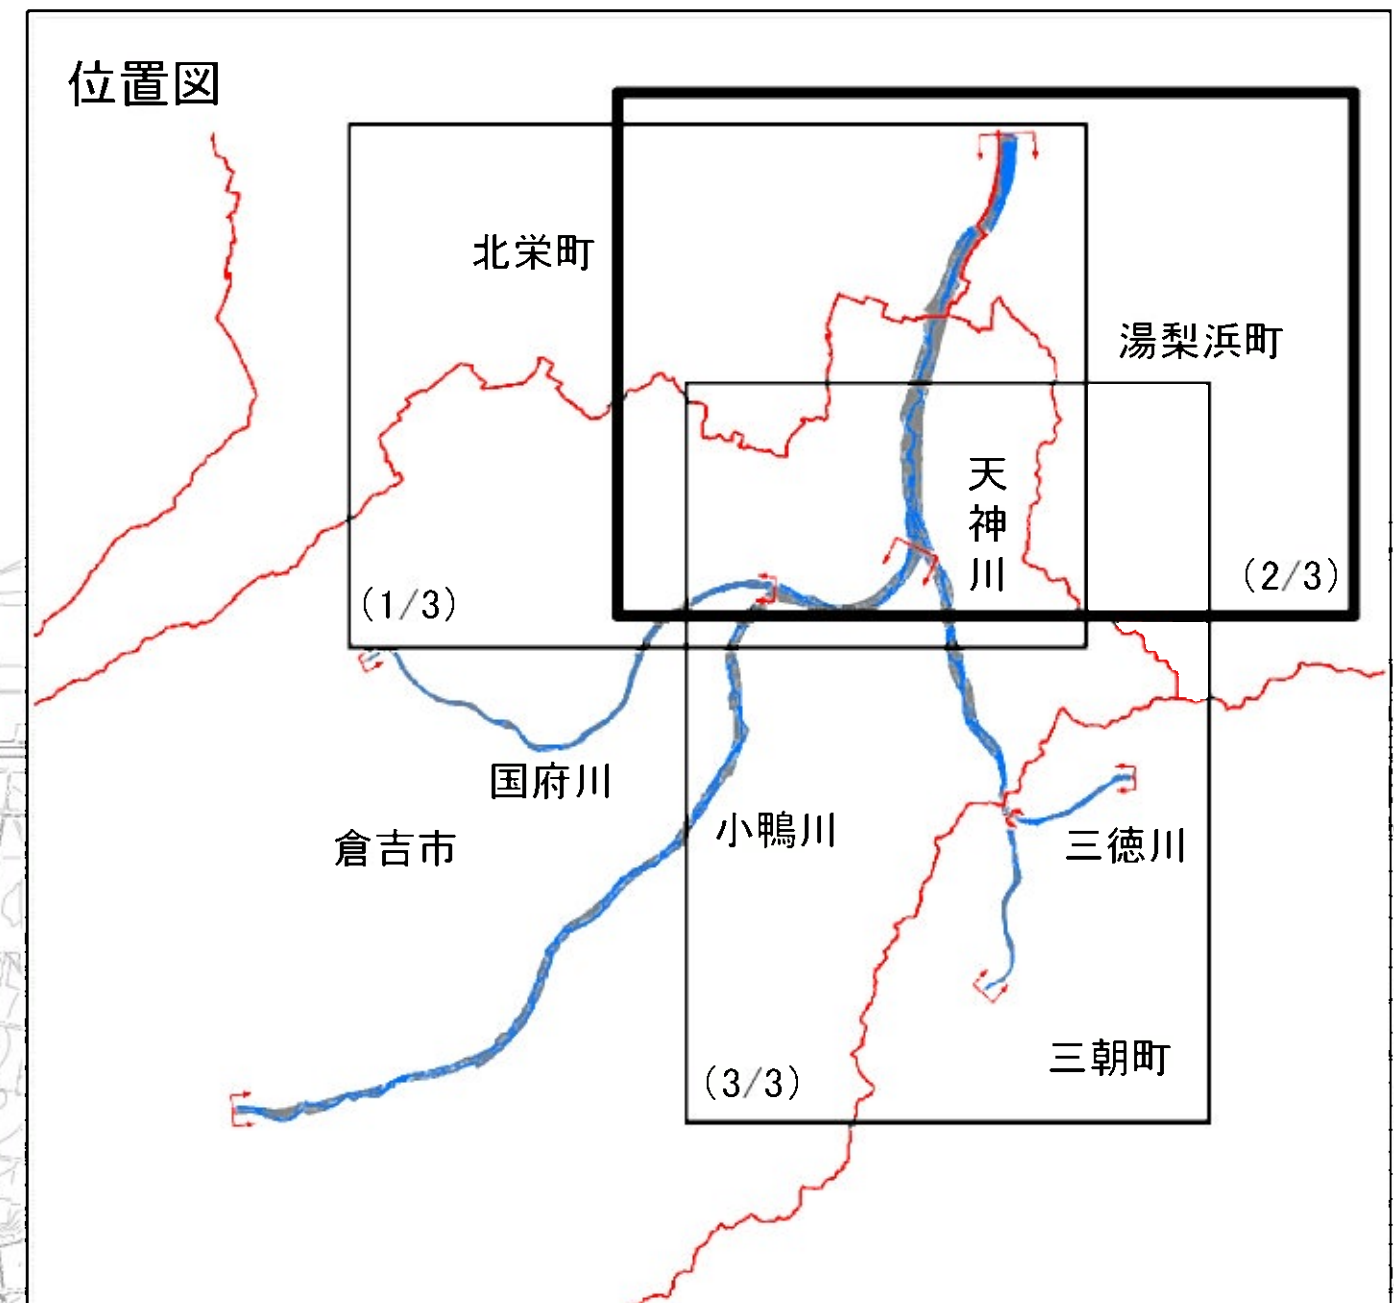 位置図
北栄町
湯梨浜町
天神川
(1/3)
(2/3)
国府川
小鴨川
倉吉市
三徳川
三朝町
(3/3)